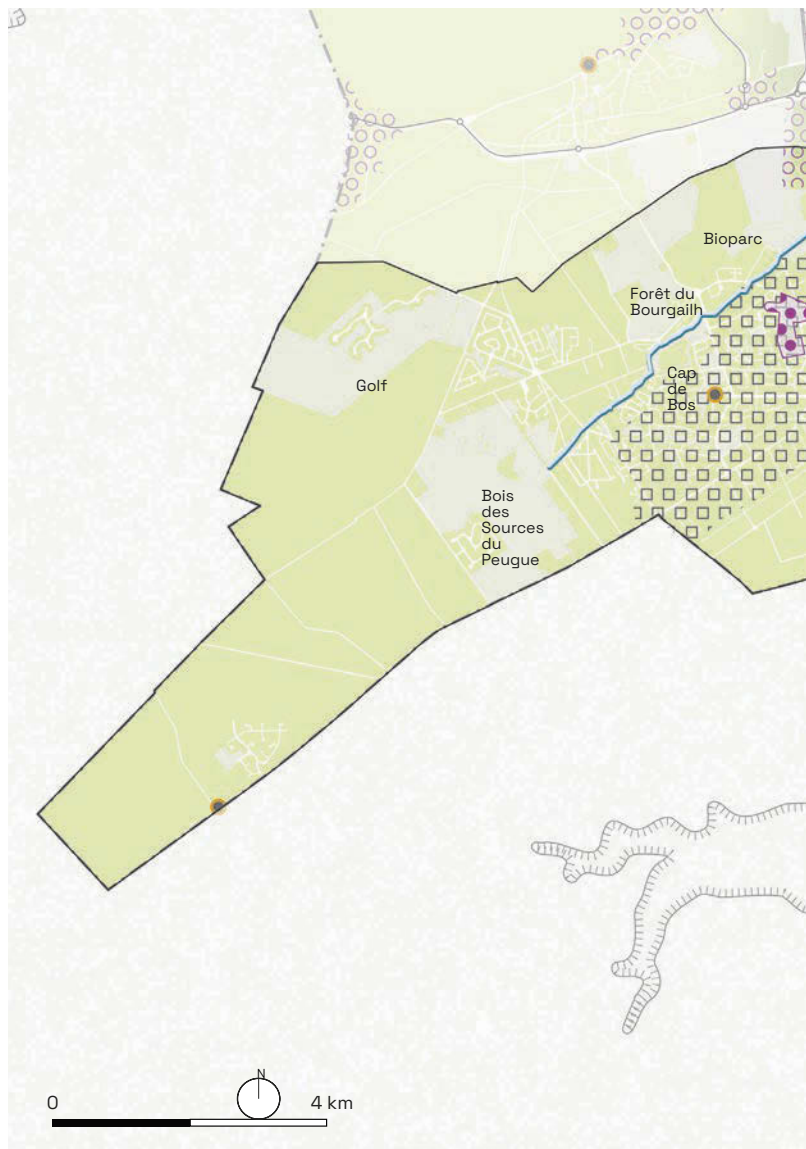 Bioparc
Forêt du
Bourgailh
Cap
de
Bos
Golf
Bois
des
Sources
du
Peugue
N
0
4 km